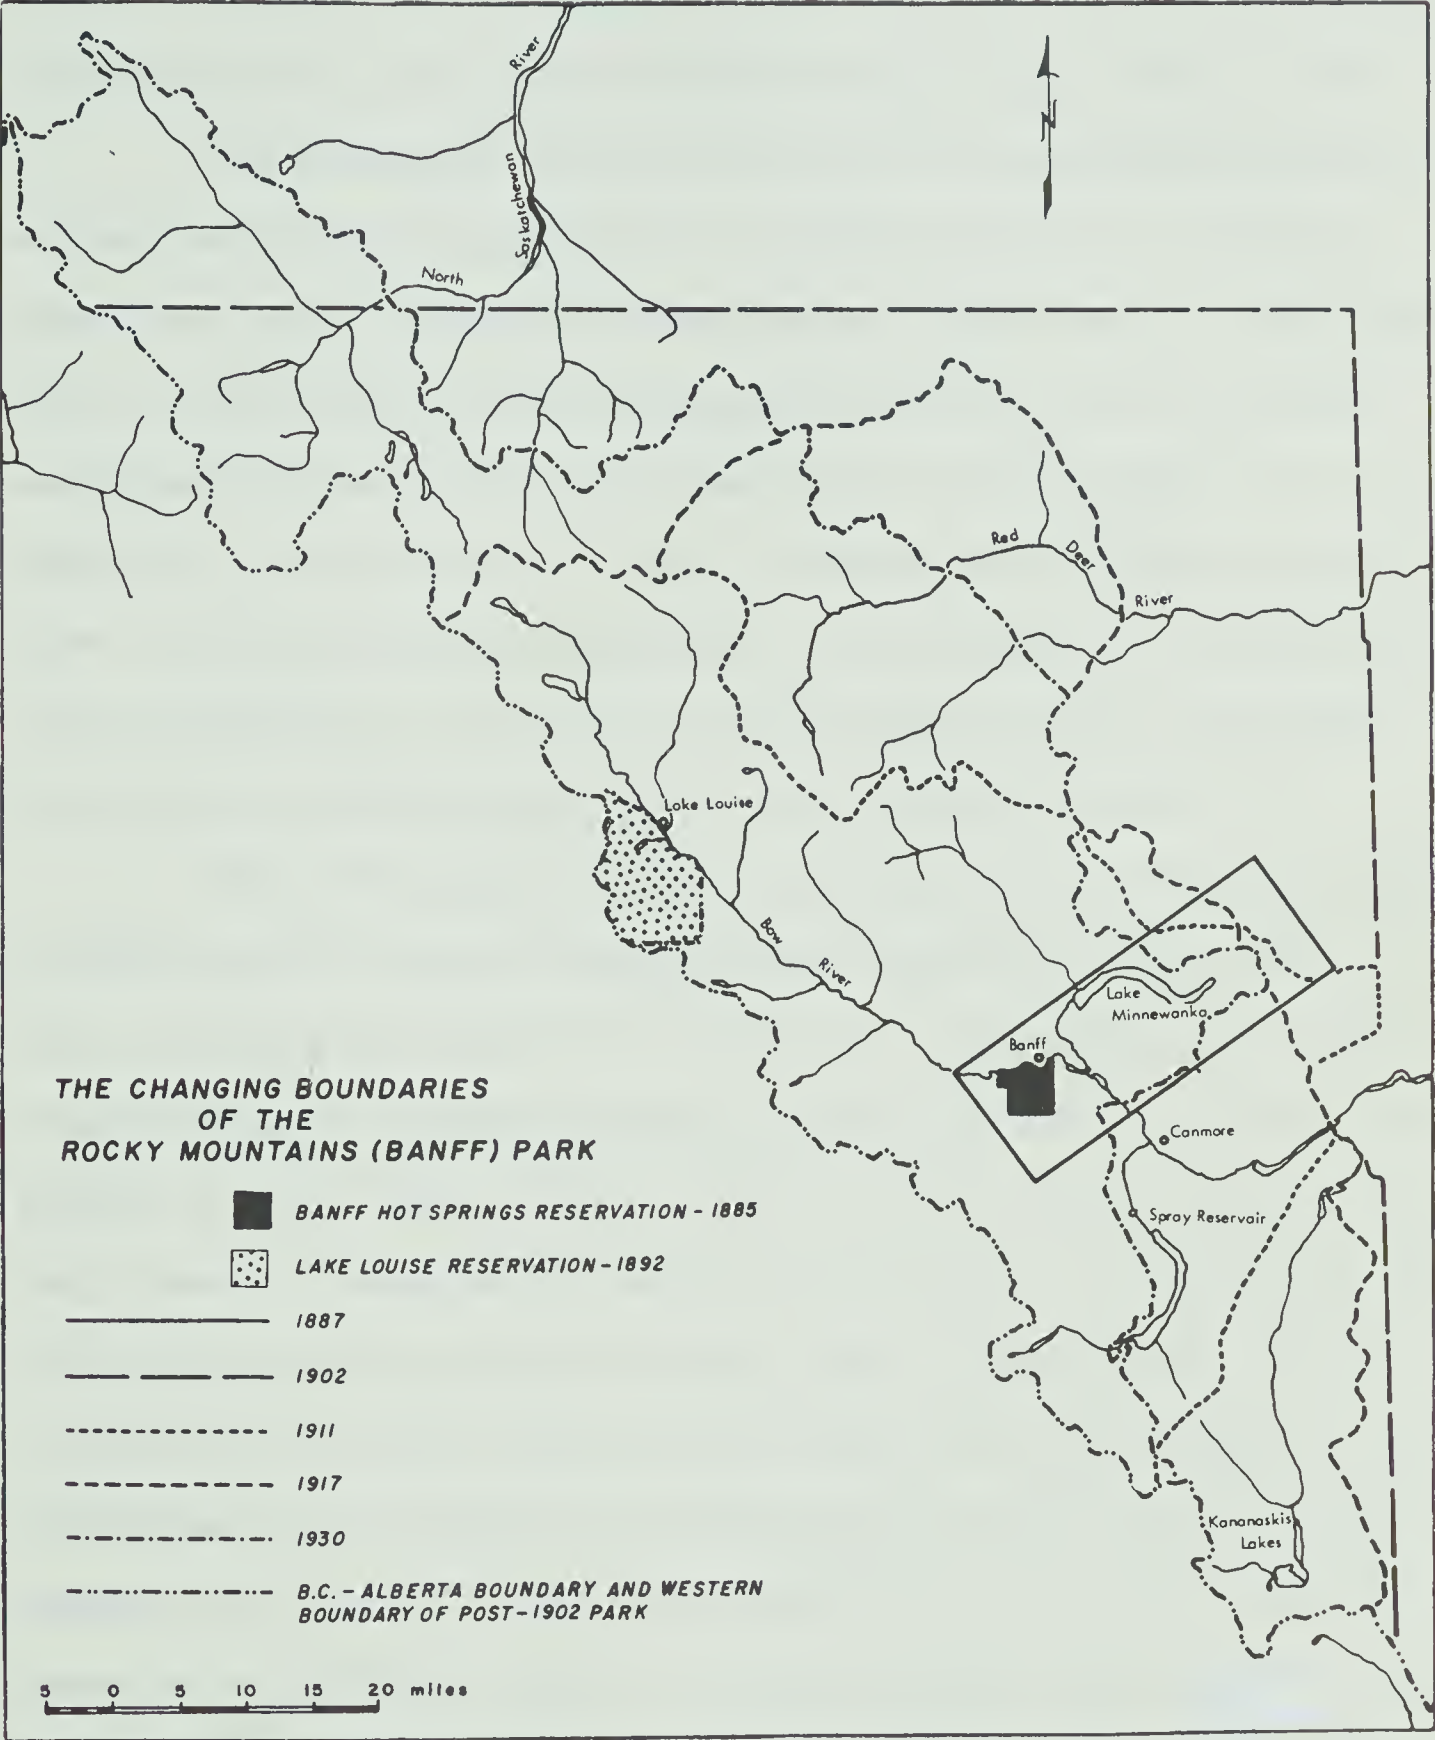 River
N
Saskatchewan
North
Red
Deer
River
Lake Louise
Bow
River
Lake
Minnewanka
Banff
Canmore
Spray Reservoir
Kananaskis
Lakes
THE CHANGING BOUNDARIES
OF THE
ROCKY MOUNTAINS (BANFF) PARK
BANFF HOT SPRINGS RESERVATION - 1885
LAKE LOUISE RESERVATION - 1892
1887
1902
1911
1917
1930
B.C. - ALBERTA BOUNDARY AND WESTERN
BOUNDARY OF POST - 1902 PARK
5 0 5 10 15 20 miles